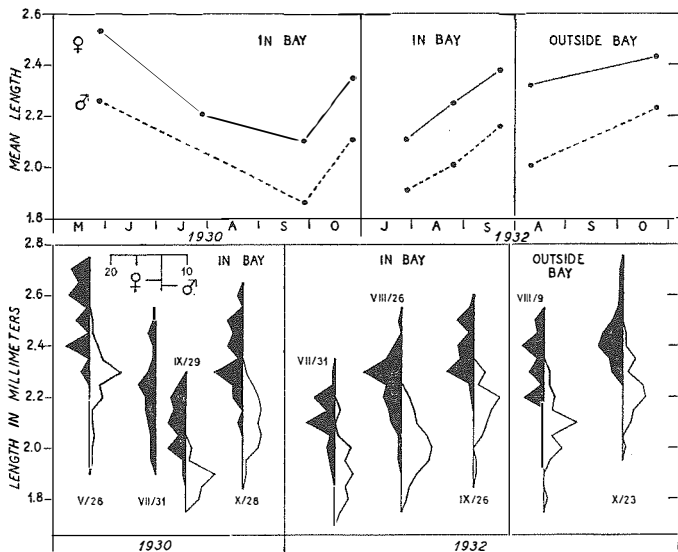 2.6
2.4
2.2
2.0
1.8
MEAN LENGTH
♀
♂
IN BAY
IN BAY
OUTSIDE BAY
M J J A S O
J A S
A S O N
1930
1932
2.8
2.6
2.4
2.2
2.0
1.8
LENGTH IN MILLIMETERS
20 10
♀ ♂
IN BAY
IN BAY
OUTSIDE
BAY
V/28
VII/31
IX/29
X/28
VII/31
VIII/26
IX/26
VIII/9
X/23
1930
1932